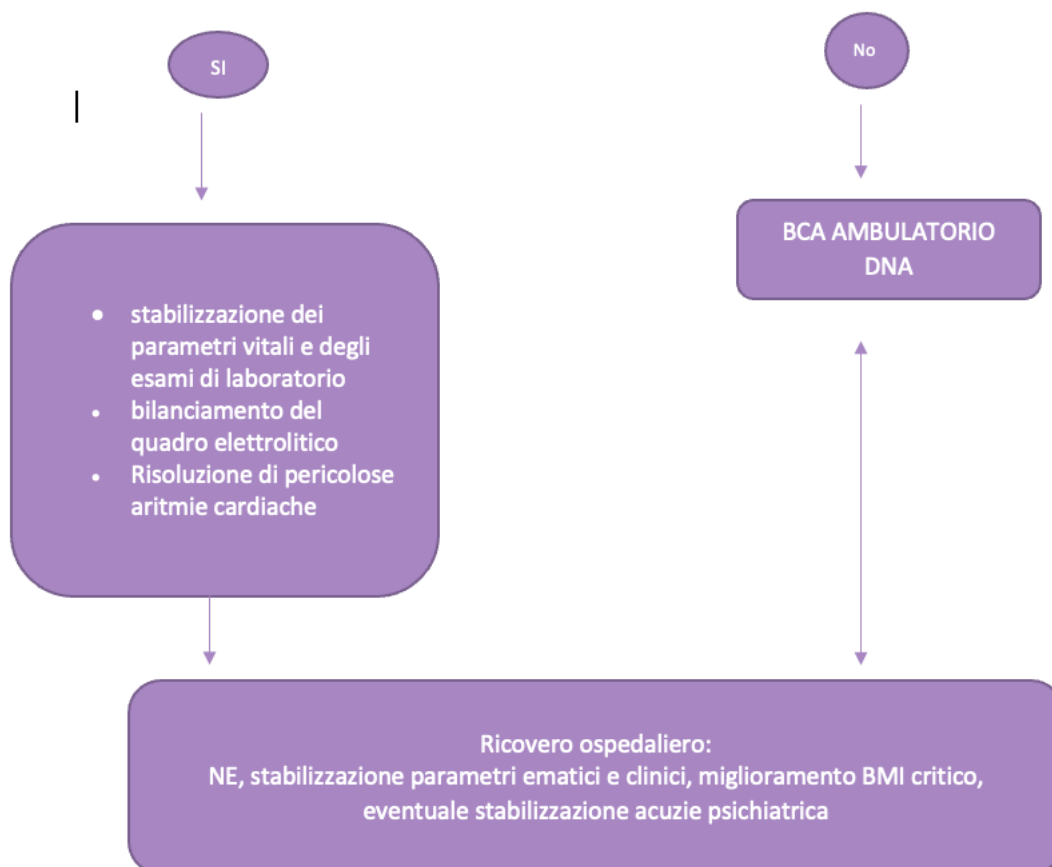 SI
No
BCA AMBULATORIO
DNA
• stabilizzazione dei
parametri vitali e degli
esami di laboratorio
• bilanciamento del
quadro elettrolitico
• Risoluzione di pericolose
aritmie cardiache
Ricovero ospedaliero:
NE, stabilizzazione parametri ematici e clinici, miglioramento BMI critico,
eventuale stabilizzazione acuzie psichiatrica